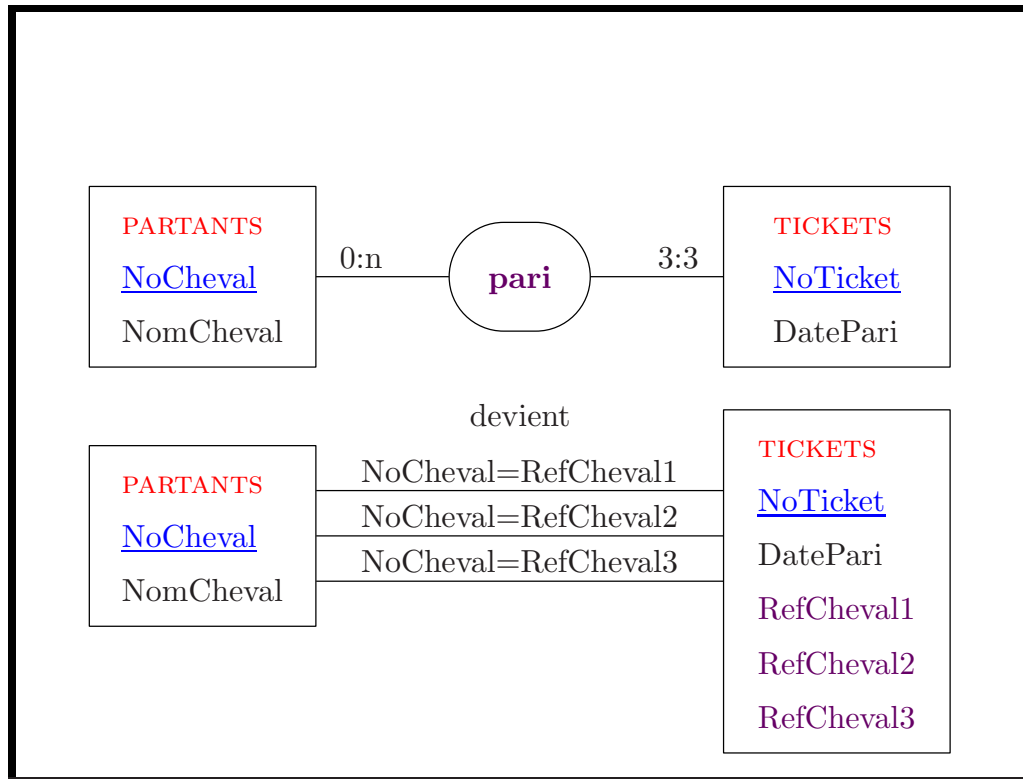 PARTANTS
NoCheval
NomCheval
0:n
pari
3:3
TICKETS
NoTicket
DatePari
devient
PARTANTS
NoCheval
NomCheval
NoCheval=RefCheval1
NoCheval=RefCheval2
NoCheval=RefCheval3
TICKETS
NoTicket
DatePari
RefCheval1
RefCheval2
RefCheval3